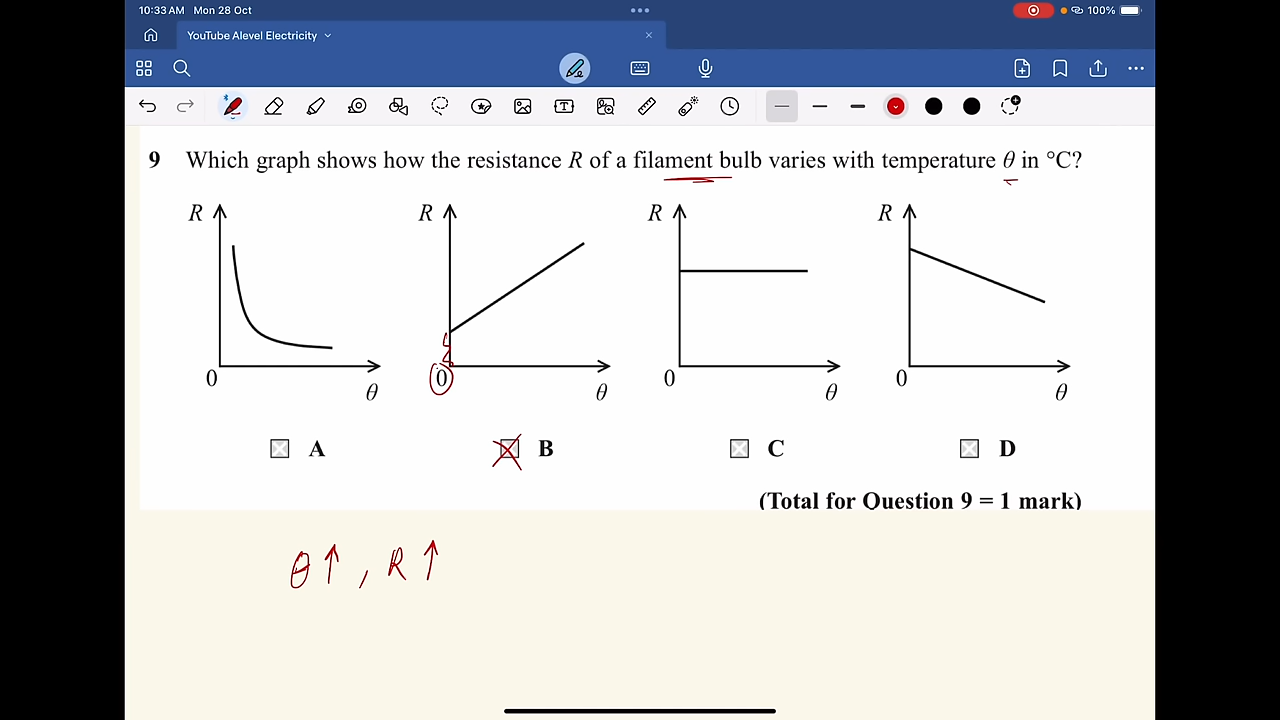 10:33 AM Mon 28 Oct
100%
YouTube Alevel Electricity
9 Which graph shows how the resistance R of a filament bulb varies with temperature θ in °C?
R R R R
0 0 0 0
θ θ θ θ
A B C D
(Total for Question 9 = 1 mark)
θ↑, R↑